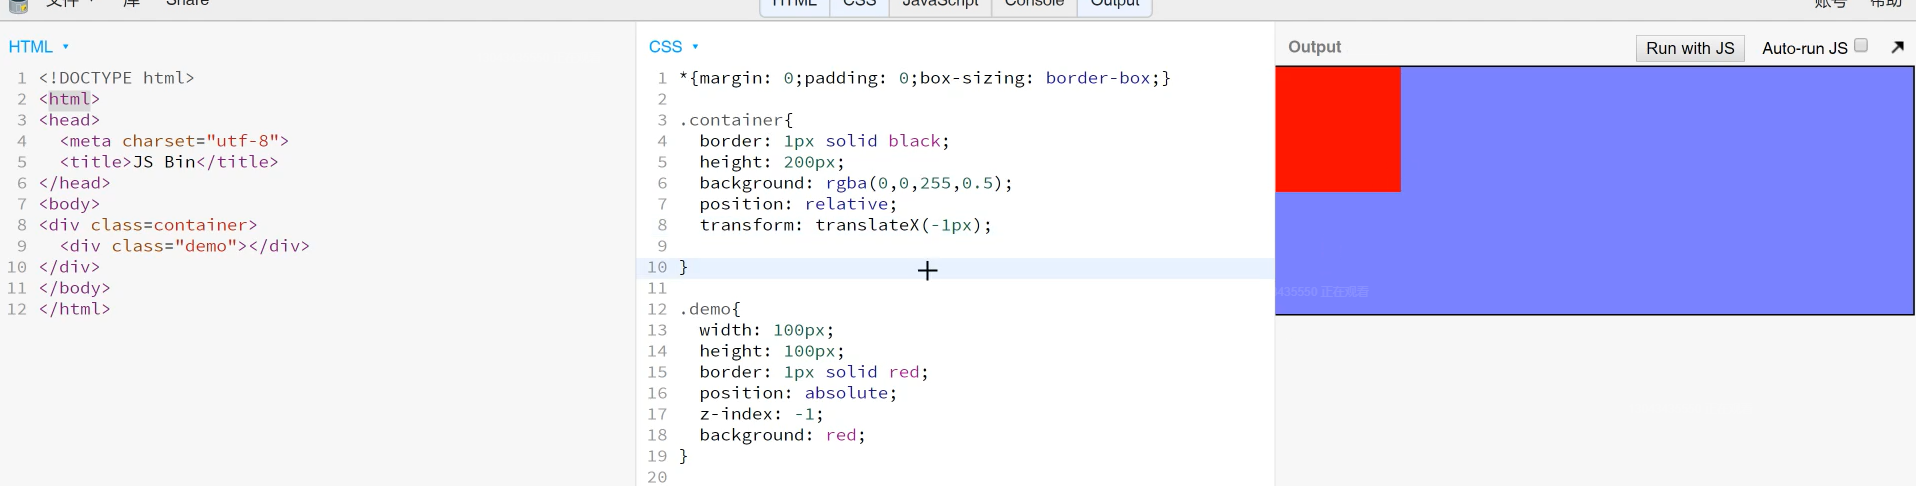 文件 库 Share HTML CSS JavaScript Console Output 账号 帮助
HTML
1 <!DOCTYPE html>
2 <html>
3 <head>
4 <meta charset="utf-8">
5 <title>JS Bin</title>
6 </head>
7 <body>
8 <div class=container>
9 <div class="demo"></div>
10 </div>
11 </body>
12 </html>
CSS
1 *{margin: 0;padding: 0;box-sizing: border-box;}
2
3 .container{
4 border: 1px solid black;
5 height: 200px;
6 background: rgba(0,0,255,0.5);
7 position: relative;
8 transform: translateX(-1px);
9
10 }
11
12 .demo{
13 width: 100px;
14 height: 100px;
15 border: 1px solid red;
16 position: absolute;
17 z-index: -1;
18 background: red;
19 }
20
Output Run with JS Auto-run JS
435550 正在观看